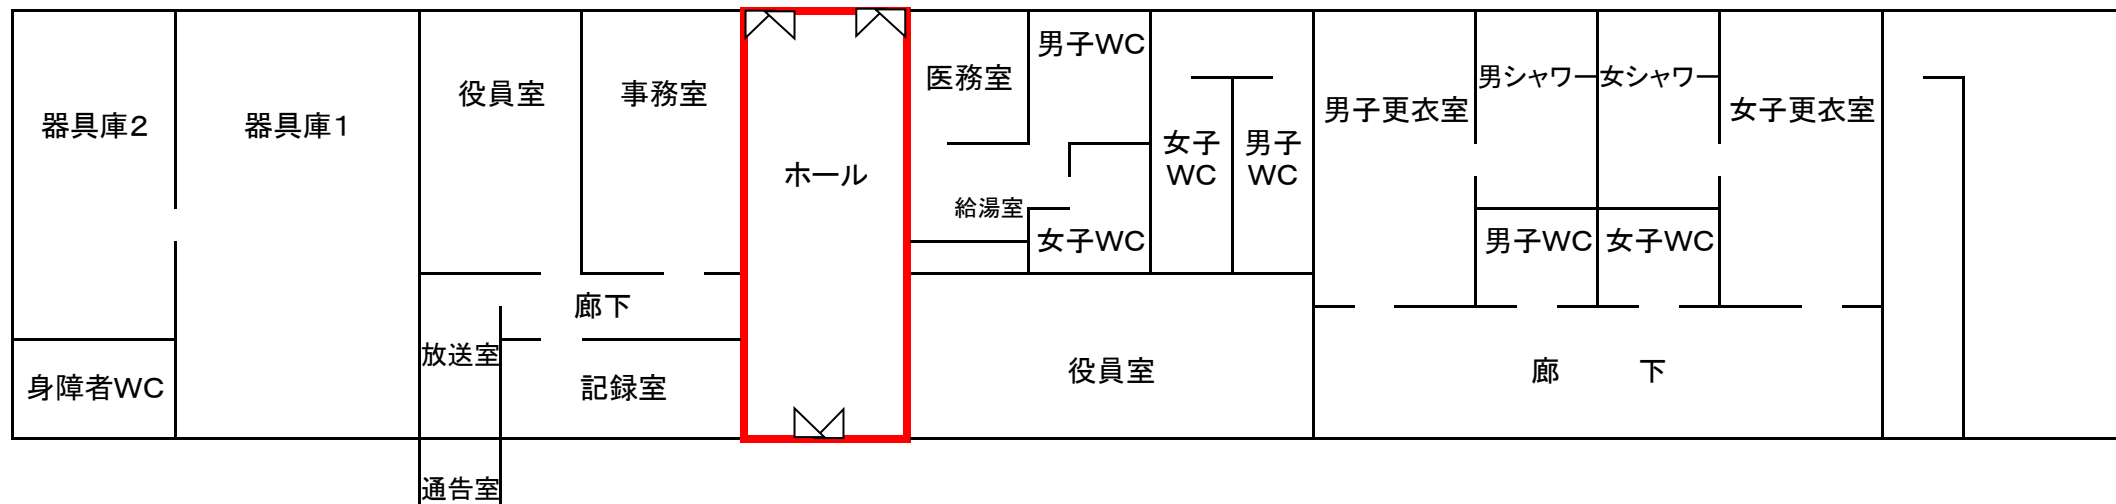 器具庫2
器具庫1
役員室
事務室
ホール
医務室
男子WC
給湯室
女子WC
女子
WC
男子
WC
男子更衣室
男シャワー
女シャワー
女子更衣室
男子WC
女子WC
廊下
放送室
記録室
身障者WC
役員室
廊　下
通告室